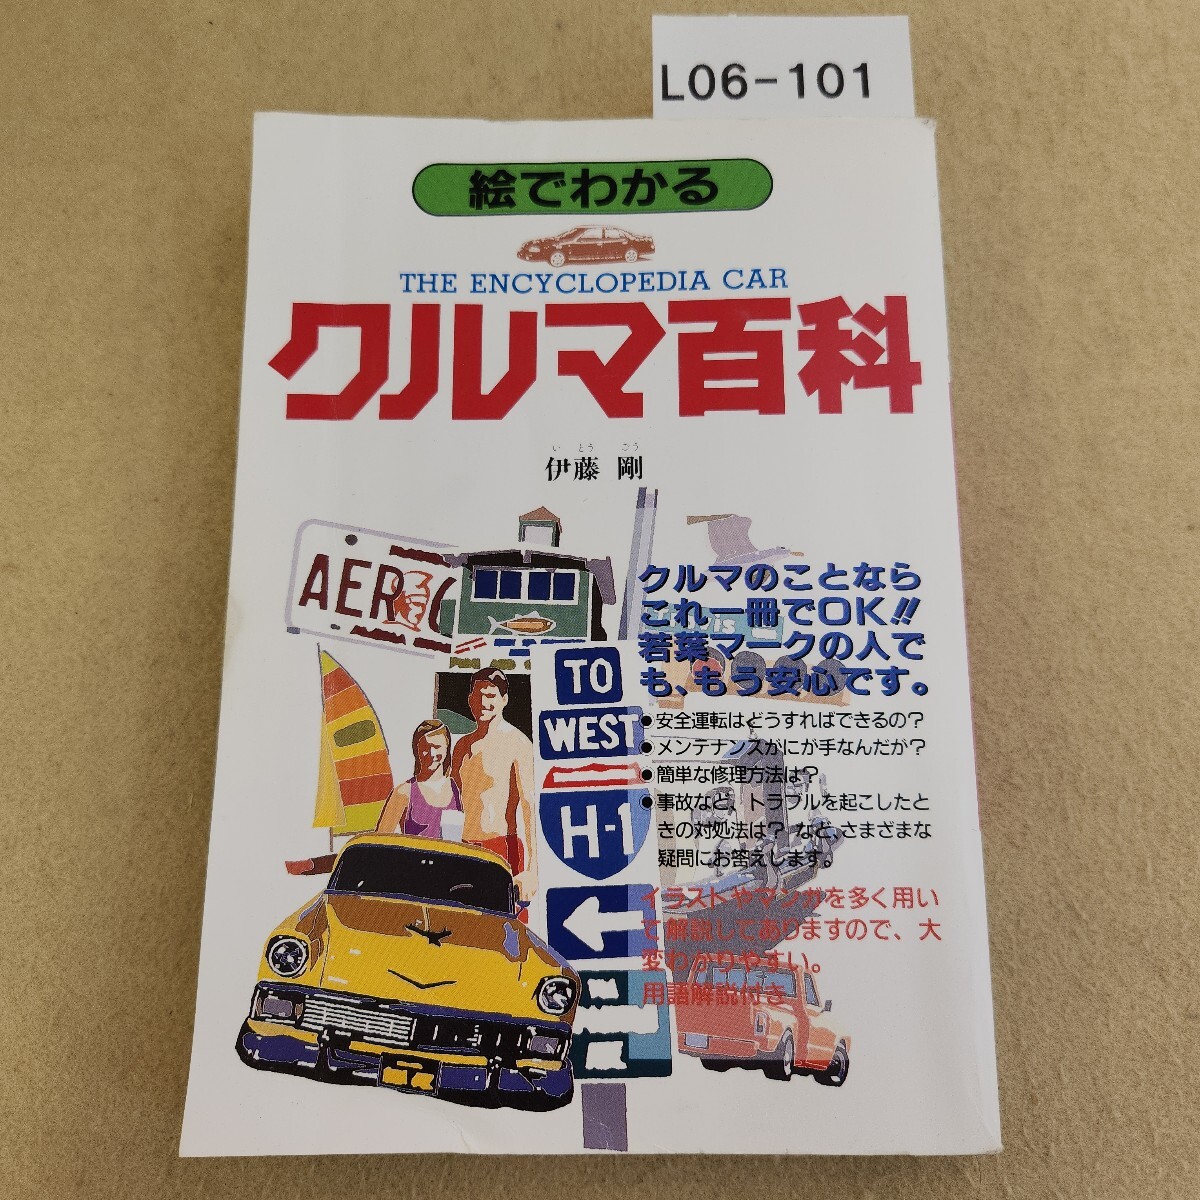 L06-101
絵でわかる
THE ENCYCLOPEDIA CAR
クルマ百科
い とう ごう
伊藤 剛
AERO
クルマのことなら
これ一冊でOK!!
若葉マークの人で
も、もう安心です。
TO
WEST
H-1
●安全運転はどうすればできるの?
●メンテナンスがにが手なんだが?
●簡単な修理方法は?
●事故など、トラブルを起こしたと
きの対処法は? など、さまざまな
疑問にお答えします。
イラストやマンガを多く用い
て解説してありますので、大
変わかりやすい。
用語解説付き